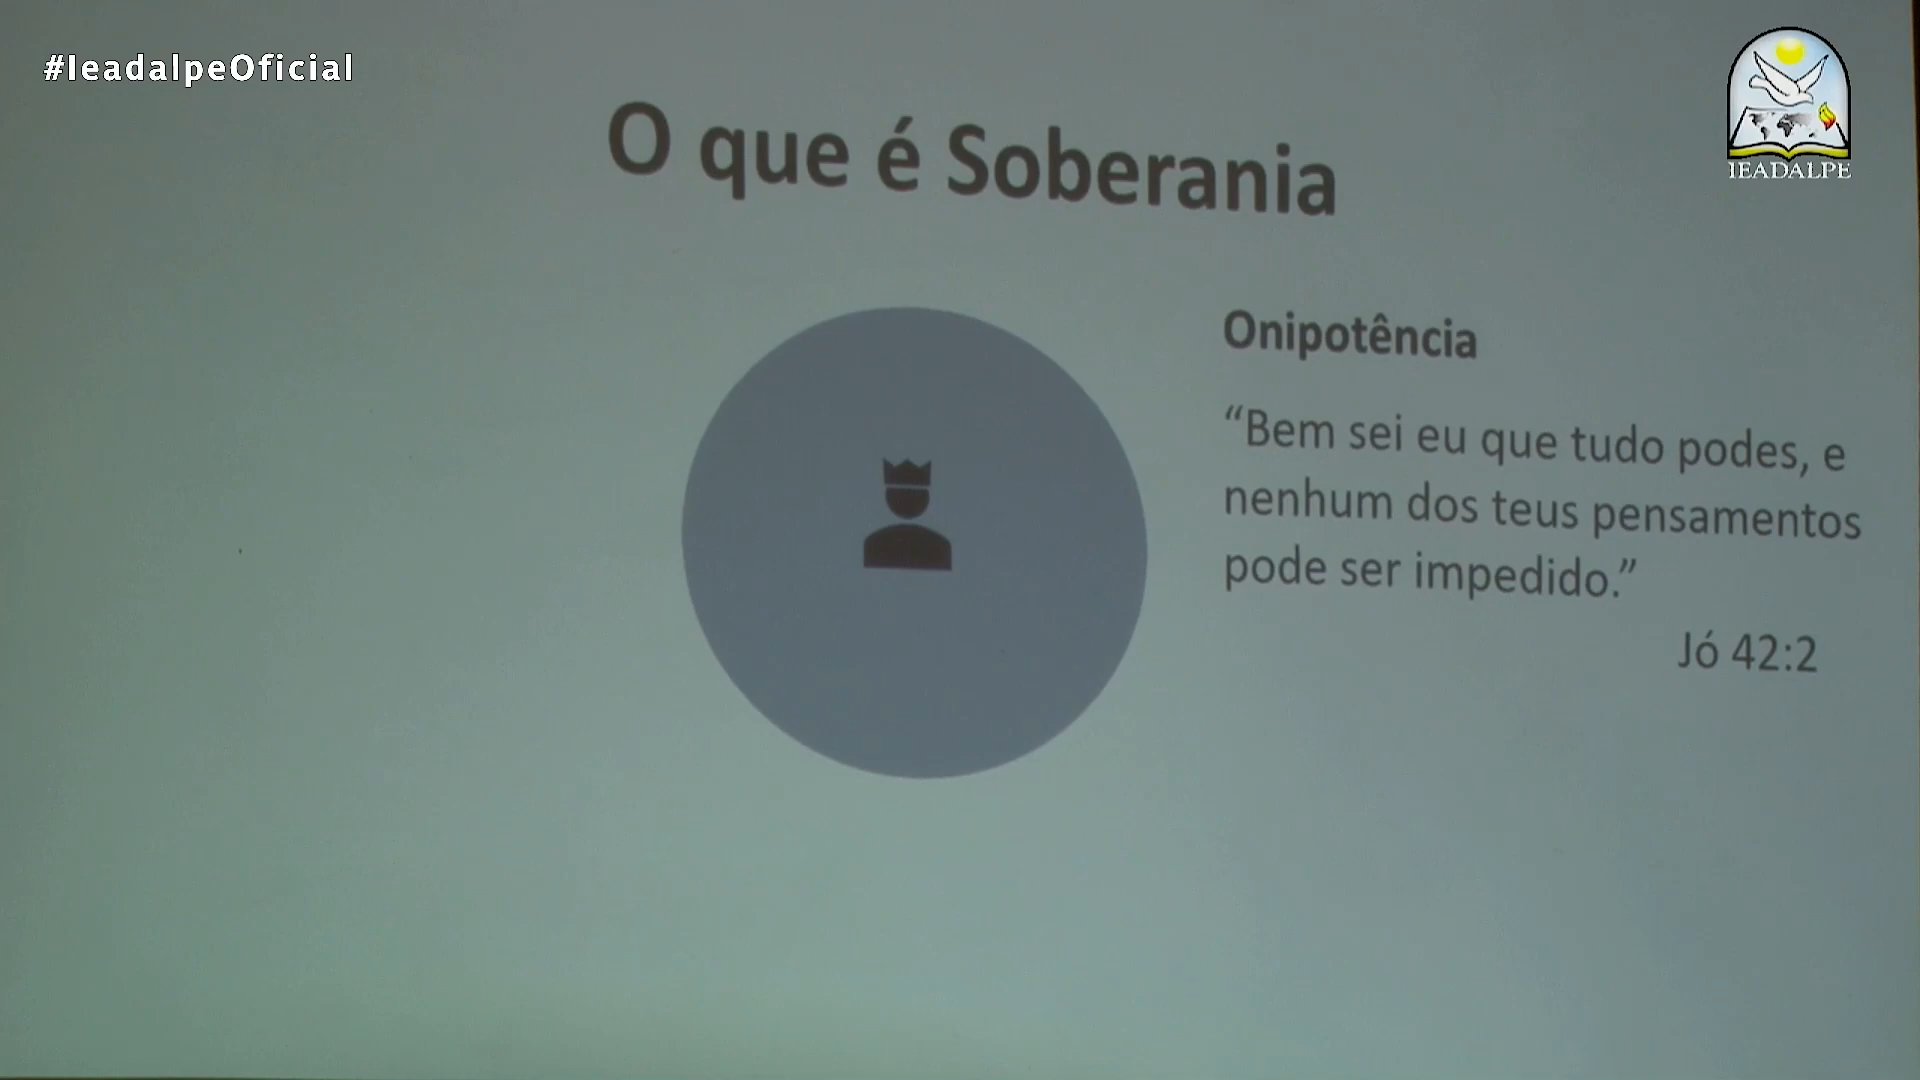 #IeadalpeOficial
IEADALPE
O que é Soberania
Onipotência
“Bem sei eu que tudo podes, e
nenhum dos teus pensamentos
pode ser impedido.”
Jó 42:2